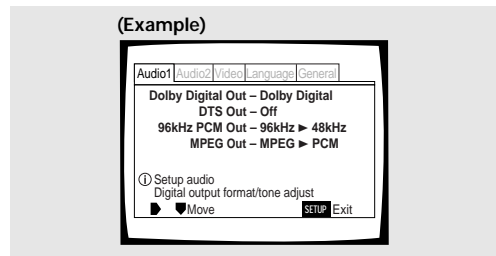 (Example)
Audio1 Audio2 Video Language General
Dolby Digital Out – Dolby Digital
DTS Out – Off
96kHz PCM Out – 96kHz ► 48kHz
MPEG Out – MPEG ► PCM
ⓘ Setup audio
Digital output format/tone adjust
Move SETUP Exit